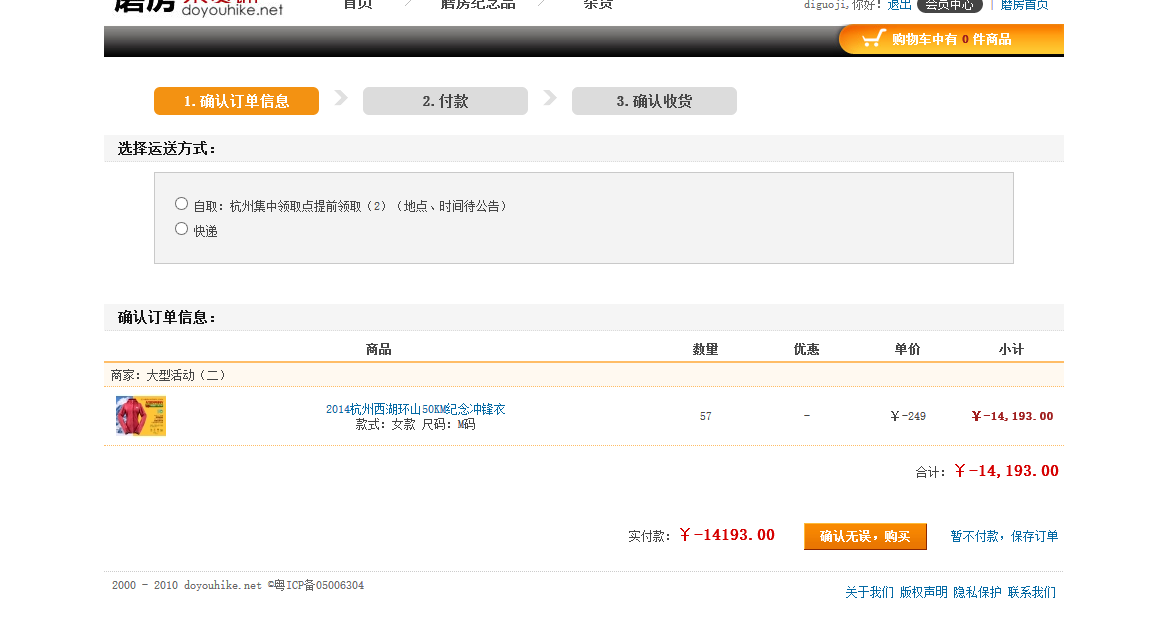 磨房
doyouhike.net
首页
磨房纪念品
杂货
diguoji,你好! 退出 会员中心 | 磨房首页
购物车中有 0 件商品
1. 确认订单信息
2. 付款
3. 确认收货
选择运送方式:
自取: 杭州集中领取点提前领取（2）（地点、时间待公告）
快递
确认订单信息:
商品 数量 优惠 单价 小计
商家: 大型活动（二）
2014杭州西湖环山50KM纪念冲锋衣 57 - ￥-249 ￥-14,193.00
款式: 女款 尺码: M码
合计: ￥-14,193.00
实付款: ￥-14193.00 确认无误，购买 暂不付款，保存订单
2000 - 2010 doyouhike.net ©粤ICP备05006304
关于我们 版权声明 隐私保护 联系我们